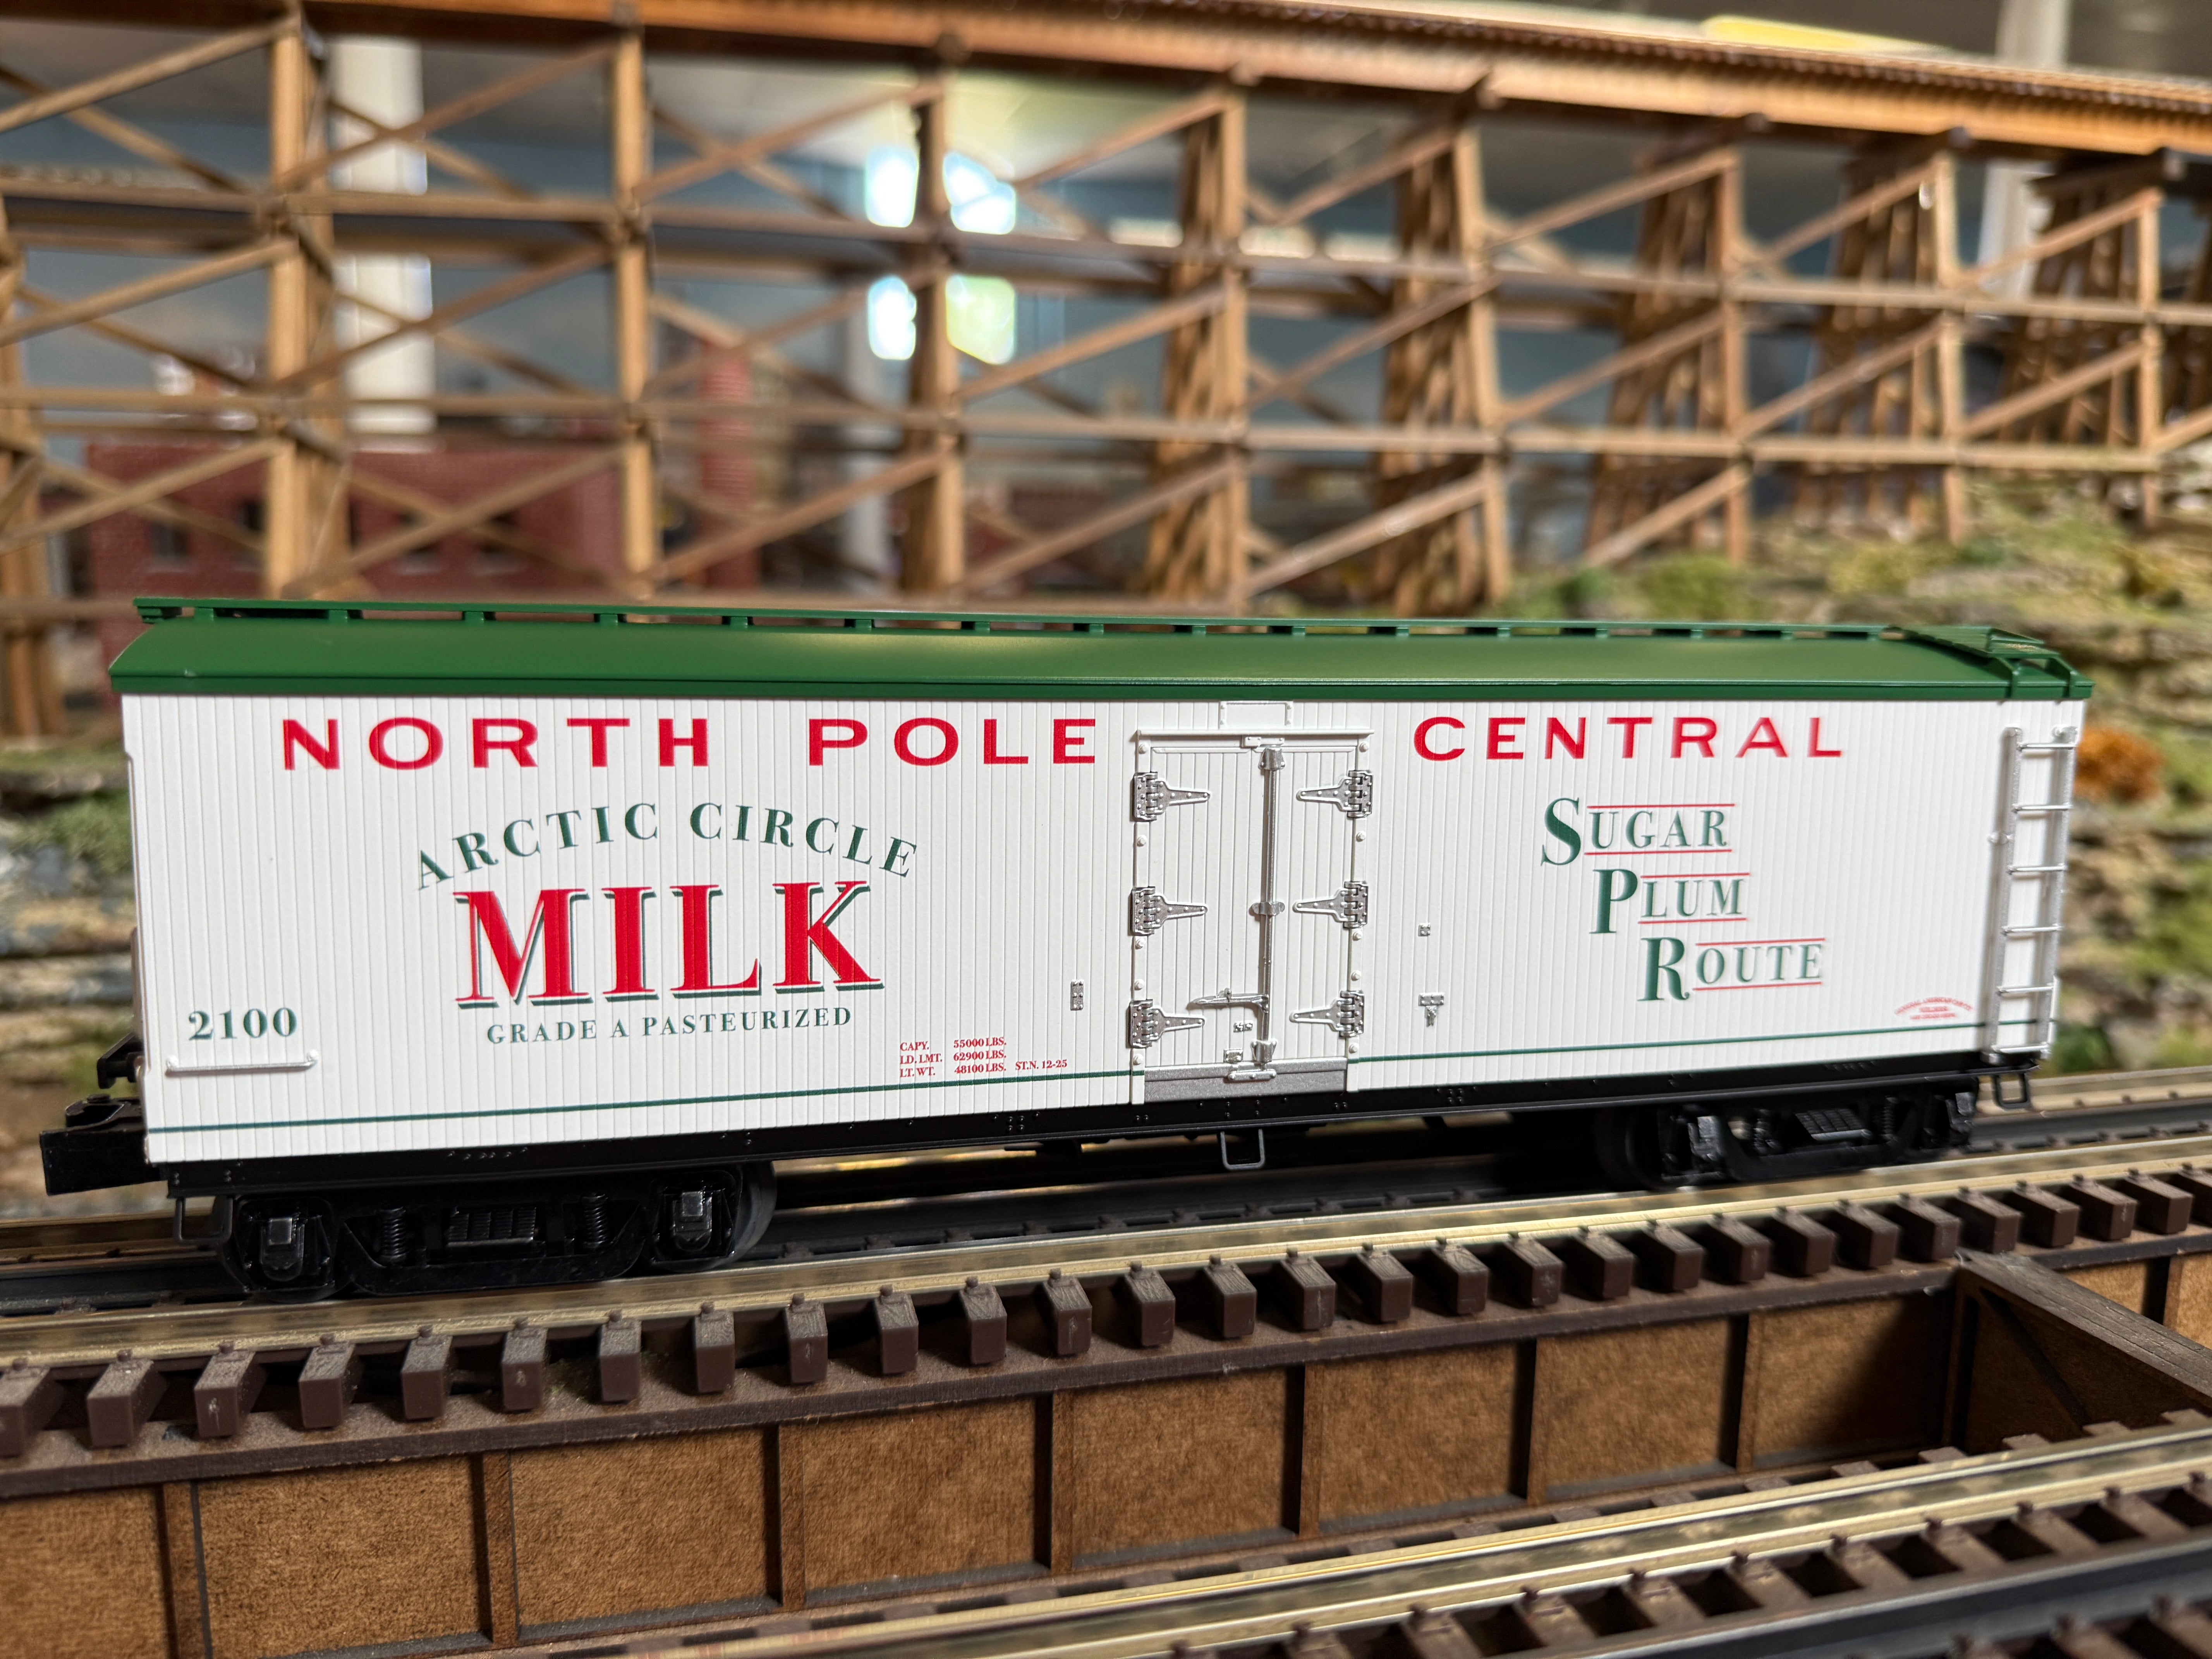 NORTH POLE CENTRAL
ARCTIC CIRCLE
MILK
GRADE A PASTEURIZED
2100
CAPY. 55000 LBS.
LD. LMT. 62900 LBS.
LT. WT. 48100 LBS. ST.N. 12-25
SUGAR
PLUM
ROUTE